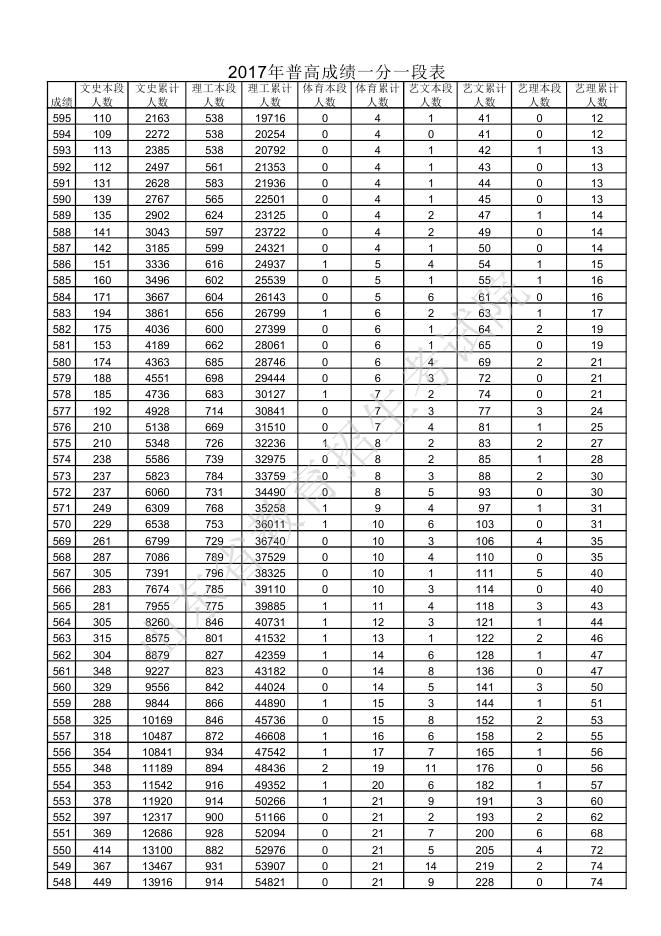 2017年普高成绩一分一段表
成绩 文史本段人数 文史累计人数 理工本段人数 理工累计人数 体育本段人数 体育累计人数 艺文本段人数 艺文累计人数 艺理本段人数 艺理累计人数
595 110 2163 538 19716 0 4 1 41 0 12
594 109 2272 538 20254 0 4 0 41 0 12
593 113 2385 538 20792 0 4 1 42 1 13
592 112 2497 561 21353 0 4 1 43 0 13
591 131 2628 583 21936 0 4 1 44 0 13
590 139 2767 565 22501 0 4 1 45 0 13
589 135 2902 624 23125 0 4 2 47 1 14
588 141 3043 597 23722 0 4 2 49 0 14
587 142 3185 599 24321 0 4 1 50 0 14
586 151 3336 616 24937 1 5 4 54 1 15
585 160 3496 602 25539 0 5 1 55 1 16
584 171 3667 604 26143 0 5 6 61 0 16
583 194 3861 656 26799 1 6 2 63 1 17
582 175 4036 600 27399 0 6 1 64 2 19
581 153 4189 662 28061 0 6 1 65 0 19
580 174 4363 685 28746 0 6 4 69 2 21
579 188 4551 698 29444 0 6 3 72 0 21
578 185 4736 683 30127 1 7 2 74 0 21
577 192 4928 714 30841 0 7 3 77 3 24
576 210 5138 669 31510 0 7 4 81 1 25
575 210 5348 726 32236 1 8 2 83 2 27
574 238 5586 739 32975 0 8 2 85 1 28
573 237 5823 784 33759 0 8 3 88 2 30
572 237 6060 731 34490 0 8 5 93 0 30
571 249 6309 768 35258 1 9 4 97 1 31
570 229 6538 753 36011 1 10 6 103 0 31
569 261 6799 729 36740 0 10 3 106 4 35
568 287 7086 789 37529 0 10 4 110 0 35
567 305 7391 796 38325 0 10 1 111 5 40
566 283 7674 785 39110 0 10 3 114 0 40
565 281 7955 775 39885 1 11 4 118 3 43
564 305 8260 846 40731 1 12 3 121 1 44
563 315 8575 801 41532 1 13 1 122 2 46
562 304 8879 827 42359 1 14 6 128 1 47
561 348 9227 823 43182 0 14 8 136 0 47
560 329 9556 842 44024 0 14 5 141 3 50
559 288 9844 866 44890 1 15 3 144 1 51
558 325 10169 846 45736 0 15 8 152 2 53
557 318 10487 872 46608 1 16 6 158 2 55
556 354 10841 934 47542 1 17 7 165 1 56
555 348 11189 894 48436 2 19 11 176 0 56
554 353 11542 916 49352 1 20 6 182 1 57
553 378 11920 914 50266 1 21 9 191 3 60
552 397 12317 900 51166 0 21 2 193 2 62
551 369 12686 928 52094 0 21 7 200 6 68
550 414 13100 882 52976 0 21 5 205 4 72
549 367 13467 931 53907 0 21 14 219 2 74
548 449 13916 914 54821 0 21 9 228 0 74
山东省教育招生考试院